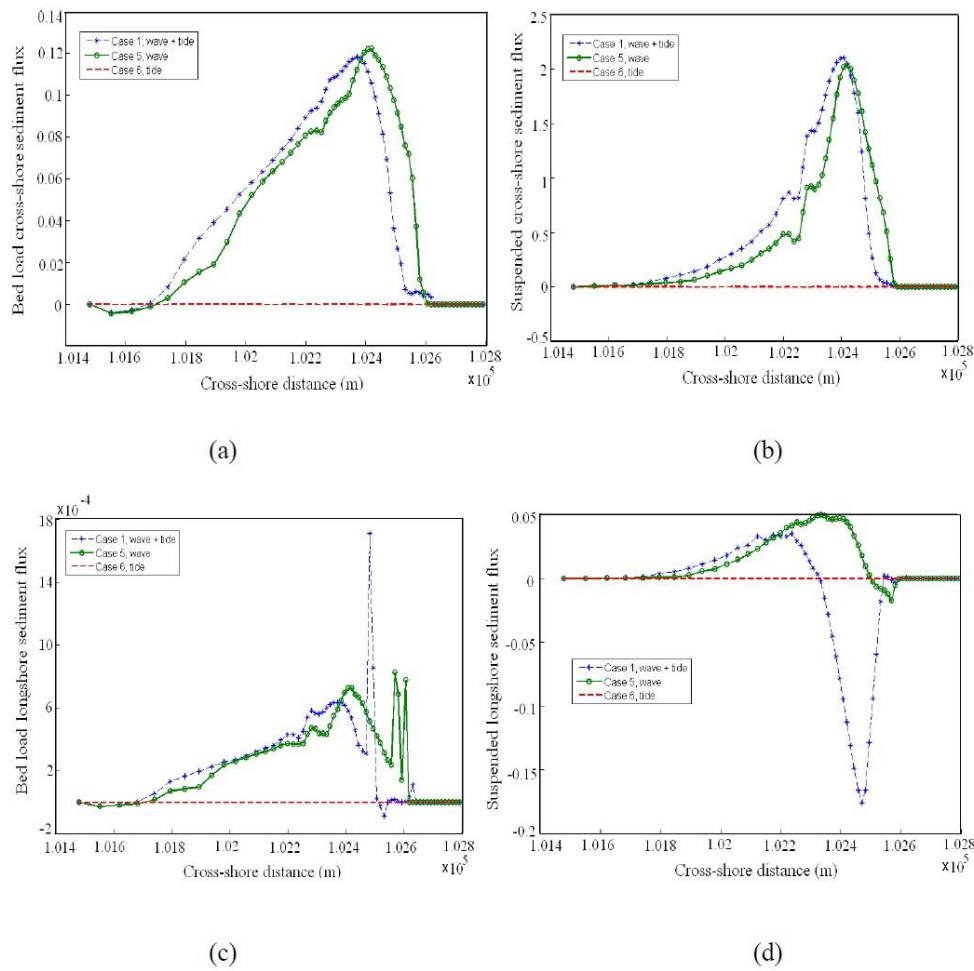 0.14
0.12
0.1
0.08
0.06
0.04
0.02
0
Bed load cross-shore sediment flux
Case 1, wave + tide
Case 5, wave
Case 6, tide
1.014 1.016 1.018 1.02 1.022 1.024 1.026 1.028
Cross-shore distance (m)
×10⁵
(a)
2.5
2
1.5
1
0.5
0
-0.5
Suspended cross-shore sediment flux
Case 1, wave + tide
Case 5, wave
Case 6, tide
1.014 1.016 1.018 1.02 1.022 1.024 1.026 1.028
Cross-shore distance (m)
×10⁵
(b)
×10⁻⁴
18
14
10
6
2
-2
Bed load longshore sediment flux
Case 1, wave + tide
Case 5, wave
Case 6, tide
1.014 1.016 1.018 1.02 1.022 1.024 1.026 1.028
Cross-shore distance (m)
×10⁵
(c)
0.05
0
-0.05
-0.1
-0.15
-0.2
Suspended longshore sediment flux
Case 1, wave + tide
Case 5, wave
Case 6, tide
1.014 1.016 1.018 1.02 1.022 1.024 1.026 1.028
Cross-shore distance (m)
×10⁵
(d)